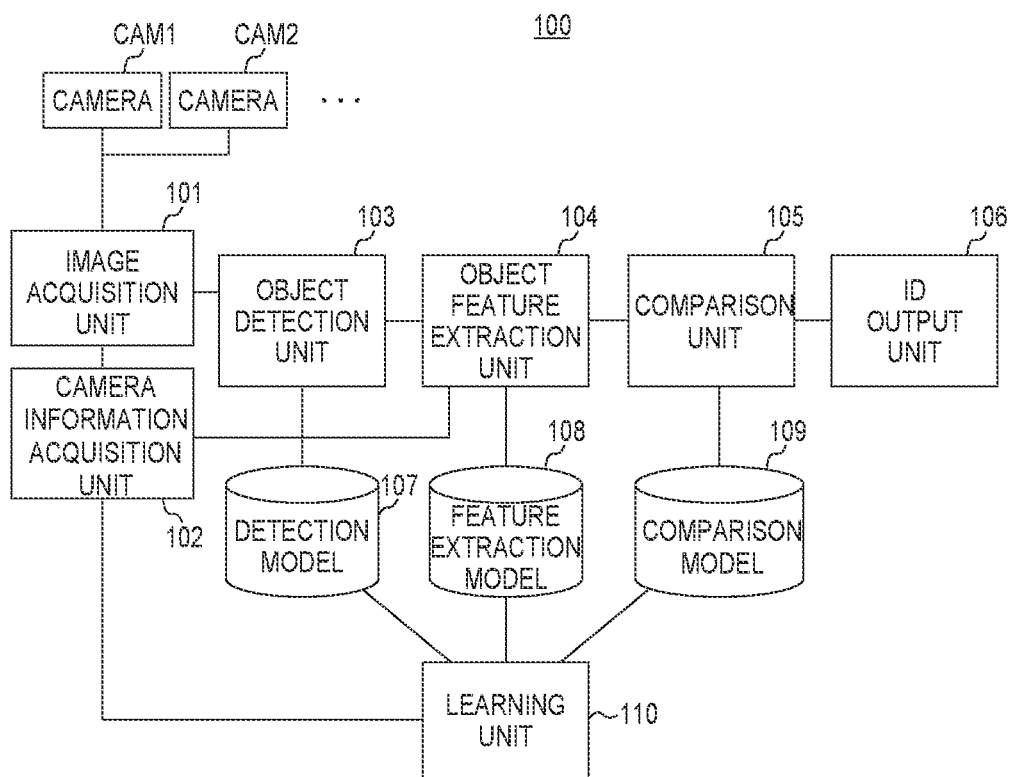 100
CAM1
CAM2
CAMERA
CAMERA
...
101
103
104
105
106
IMAGE
ACQUISITION
UNIT
OBJECT
DETECTION
UNIT
OBJECT
FEATURE
EXTRACTION
UNIT
COMPARISON
UNIT
ID
OUTPUT
UNIT
CAMERA
INFORMATION
ACQUISITION
UNIT
102
107
108
109
DETECTION
MODEL
FEATURE
EXTRACTION
MODEL
COMPARISON
MODEL
LEARNING
UNIT
110